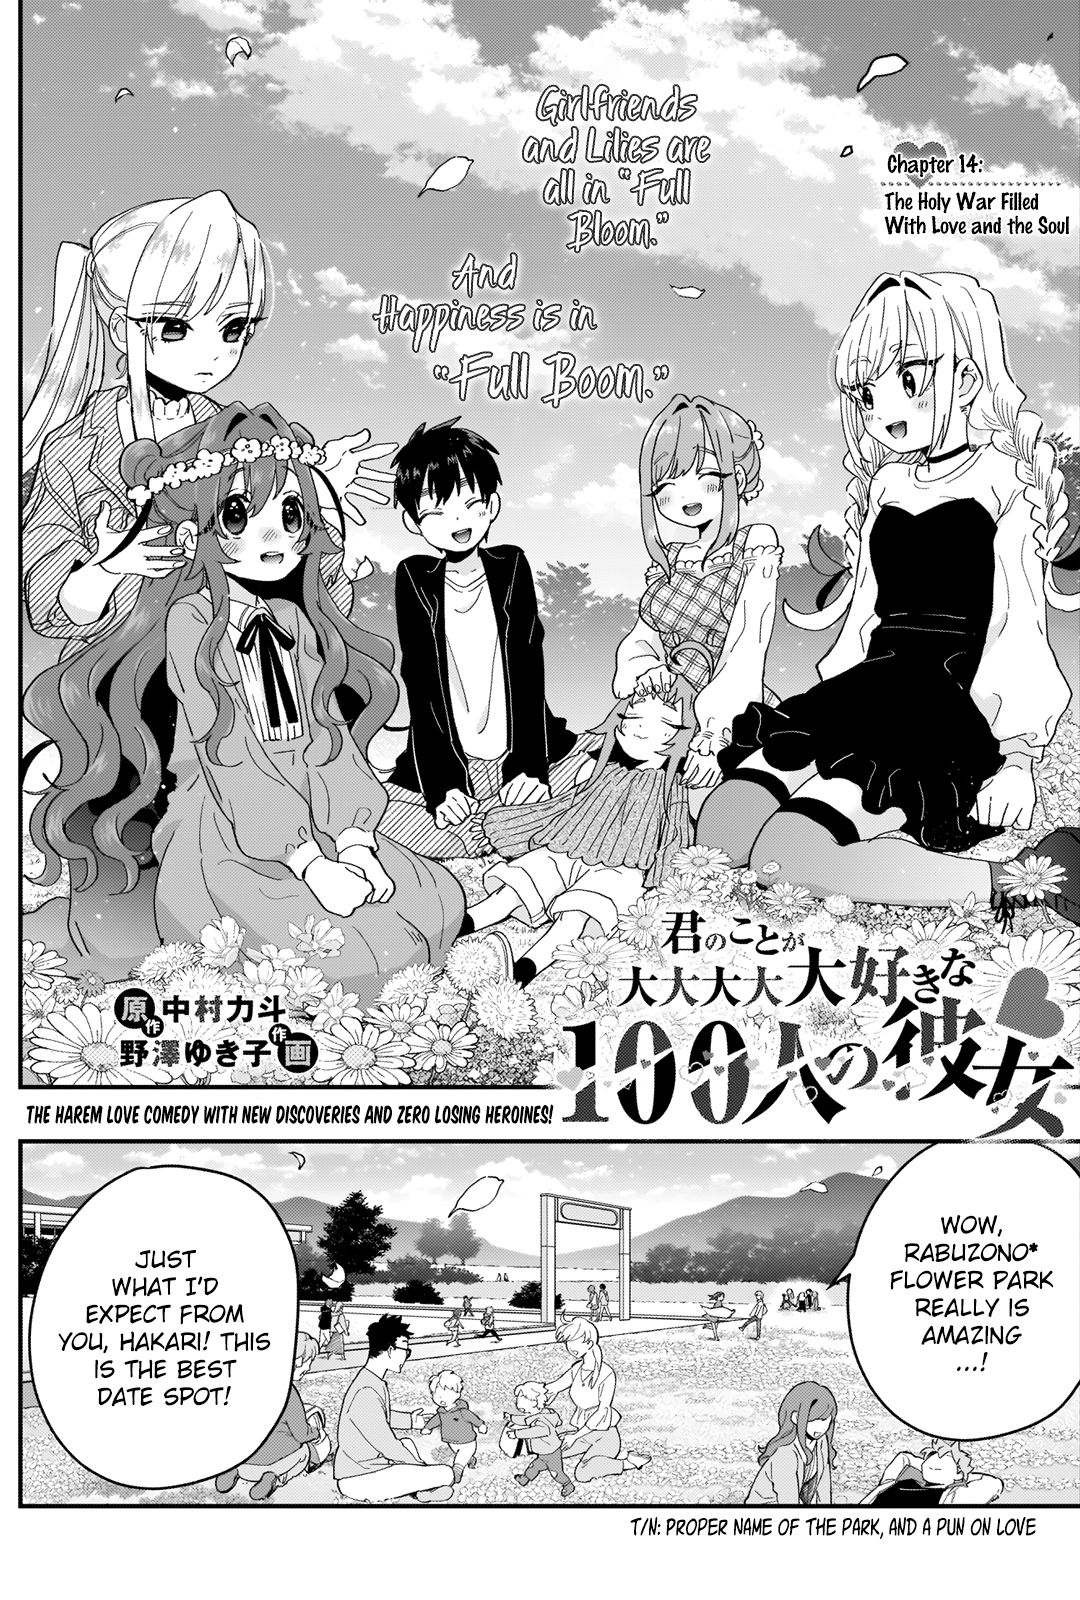 Girlfriends
and Lilies are
all in "Full
Bloom."
And
Happiness is in
"Full Boom."
Chapter 14:
The Holy War Filled
With Love and the Soul
君のことが
大大大大大好きな
100人の彼女
原作 中村力斗
野澤ゆき子 作画
THE HAREM LOVE COMEDY WITH NEW DISCOVERIES AND ZERO LOSING HEROINES!
WOW,
RABUZONO*
FLOWER PARK
REALLY IS
AMAZING
...!
JUST
WHAT I'D
EXPECT FROM
YOU, HAKARI! THIS
IS THE BEST
DATE SPOT!
T/N: PROPER NAME OF THE PARK, AND A PUN ON LOVE